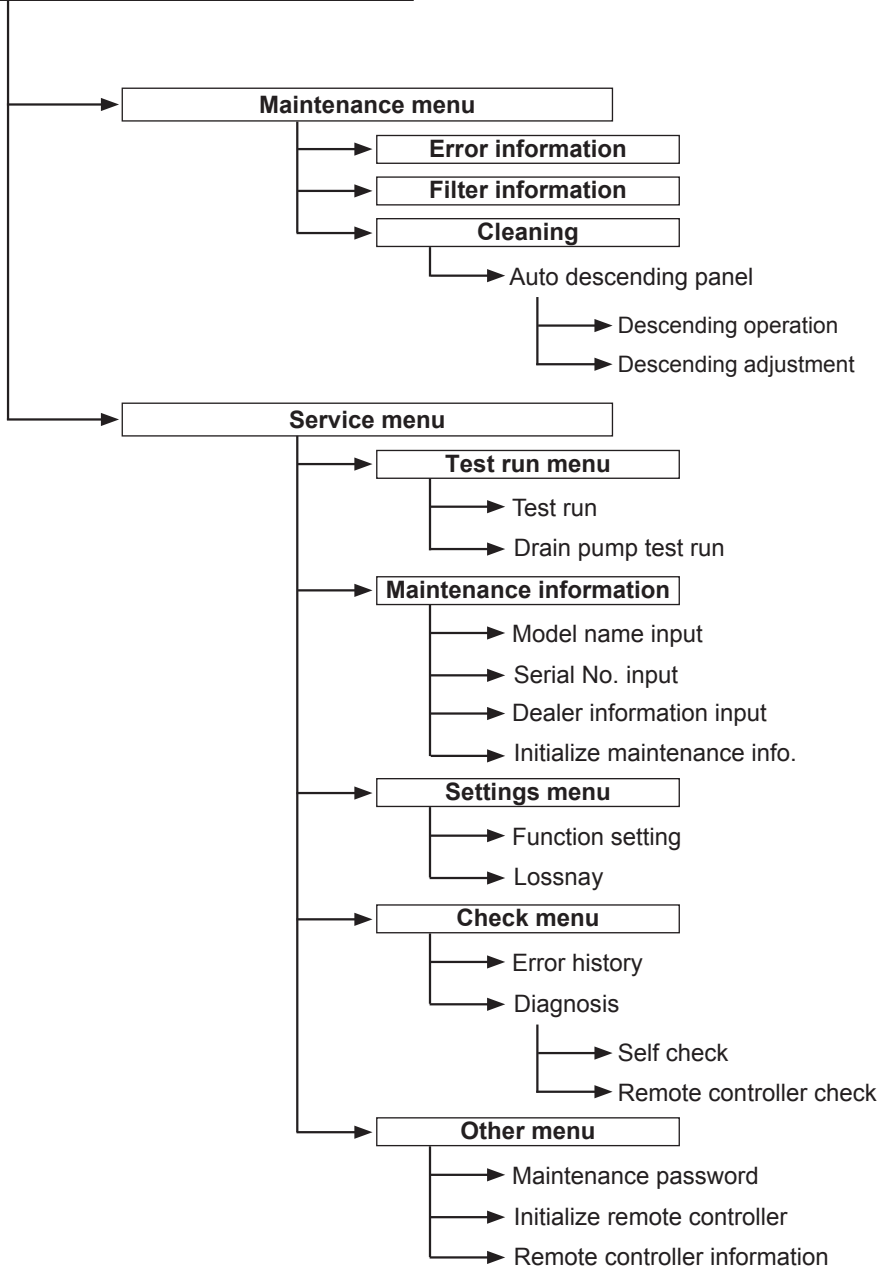 Maintenance menu
Error information
Filter information
Cleaning
Auto descending panel
Descending operation
Descending adjustment
Service menu
Test run menu
Test run
Drain pump test run
Maintenance information
Model name input
Serial No. input
Dealer information input
Initialize maintenance info.
Settings menu
Function setting
Lossnay
Check menu
Error history
Diagnosis
Self check
Remote controller check
Other menu
Maintenance password
Initialize remote controller
Remote controller information